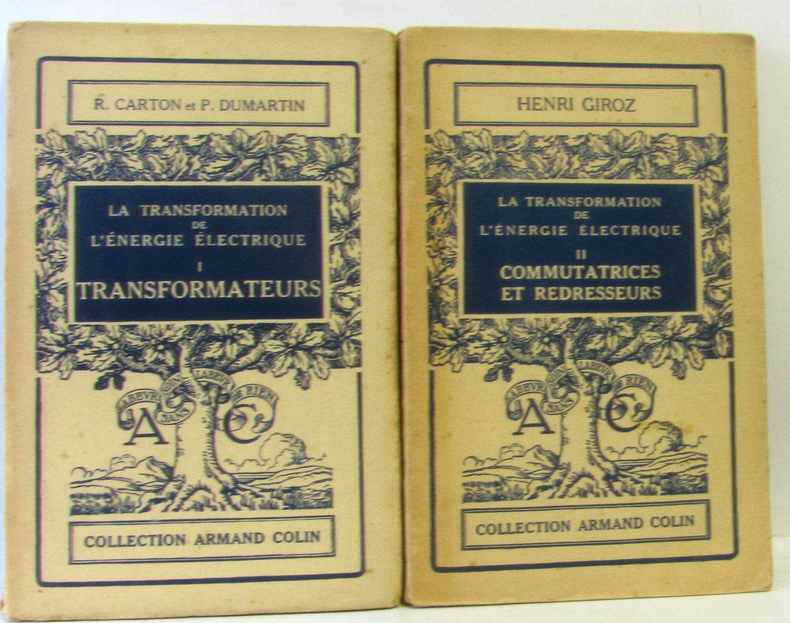 R. CARTON et P. DUMARTIN
LA TRANSFORMATION
DE
L'ÉNERGIE ÉLECTRIQUE
I
TRANSFORMATEURS
A C
COLLECTION ARMAND COLIN
HENRI GIROZ
LA TRANSFORMATION
DE
L'ÉNERGIE ÉLECTRIQUE
II
COMMUTATRICES
ET REDRESSEURS
A C
COLLECTION ARMAND COLIN